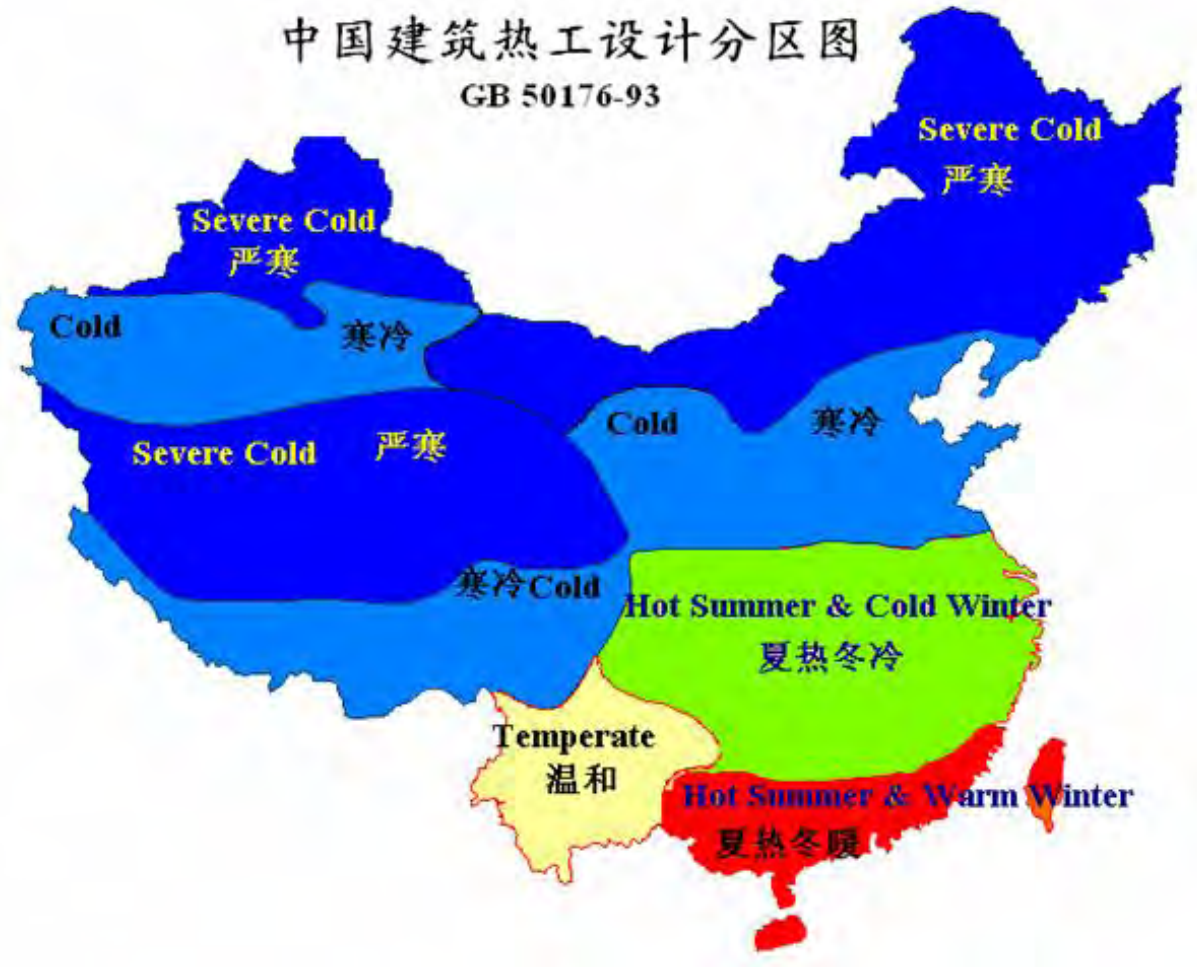 中国建筑热工设计分区图
GB 50176-93
Severe Cold
严寒
Severe Cold
严寒
Cold
寒冷
Cold
寒冷
Severe Cold 严寒
寒冷Cold
Hot Summer & Cold Winter
夏热冬冷
Temperate
温和
Hot Summer & Warm Winter
夏热冬暖